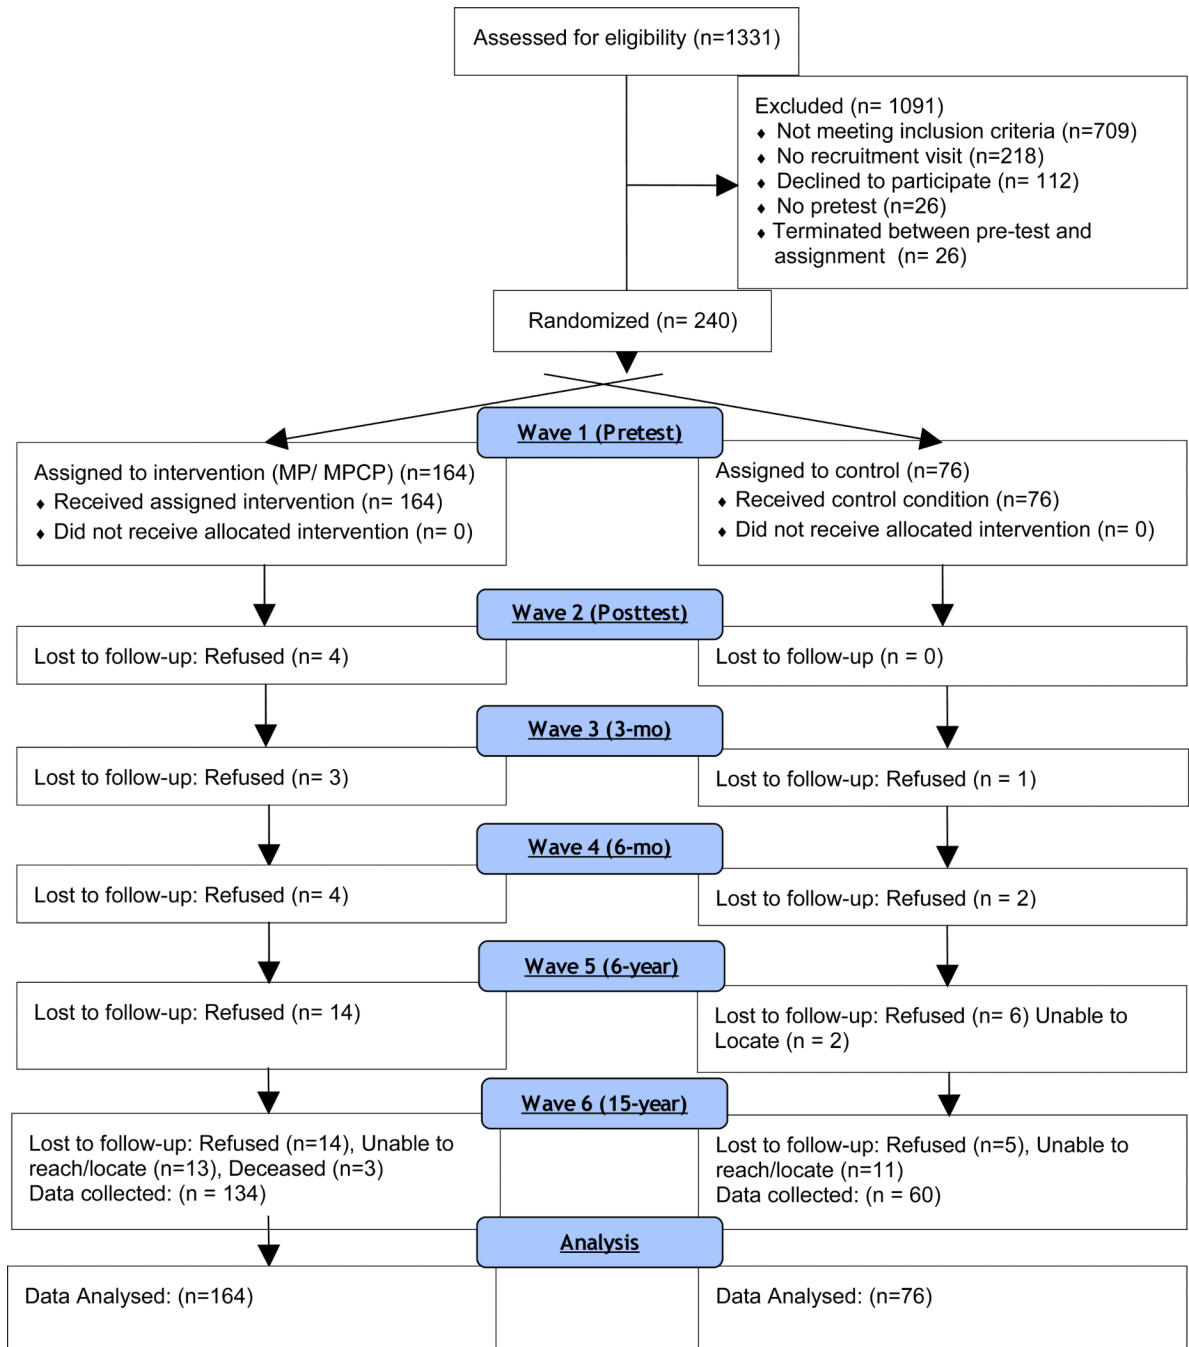 Assessed for eligibility (n=1331)
Excluded (n= 1091)
♦ Not meeting inclusion criteria (n=709)
♦ No recruitment visit (n=218)
♦ Declined to participate (n= 112)
♦ No pretest (n=26)
♦ Terminated between pre-test and
assignment (n= 26)
Randomized (n= 240)
Wave 1 (Pretest)
Assigned to intervention (MP/ MPCP) (n=164)
♦ Received assigned intervention (n= 164)
♦ Did not receive allocated intervention (n= 0)
Assigned to control (n=76)
♦ Received control condition (n=76)
♦ Did not receive allocated intervention (n= 0)
Wave 2 (Posttest)
Lost to follow-up: Refused (n= 4)
Lost to follow-up (n = 0)
Wave 3 (3-mo)
Lost to follow-up: Refused (n= 3)
Lost to follow-up: Refused (n = 1)
Wave 4 (6-mo)
Lost to follow-up: Refused (n= 4)
Lost to follow-up: Refused (n = 2)
Wave 5 (6-year)
Lost to follow-up: Refused (n= 14)
Lost to follow-up: Refused (n= 6) Unable to
Locate (n = 2)
Wave 6 (15-year)
Lost to follow-up: Refused (n=14), Unable to
reach/locate (n=13), Deceased (n=3)
Data collected: (n = 134)
Lost to follow-up: Refused (n=5), Unable to
reach/locate (n=11)
Data collected: (n = 60)
Analysis
Data Analysed: (n=164)
Data Analysed: (n=76)